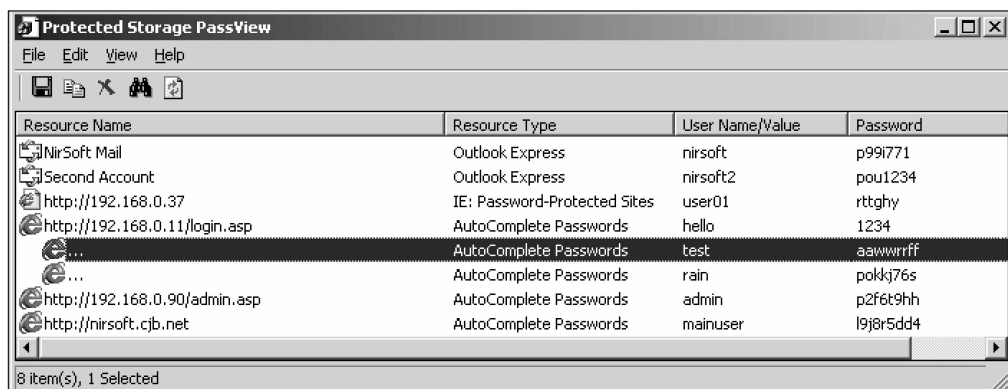 Protected Storage PassView
File Edit View Help
Resource Name Resource Type User Name/Value Password
NirSoft Mail Outlook Express nirsoft p99i771
Second Account Outlook Express nirsoft2 pou1234
http://192.168.0.37 IE: Password-Protected Sites user01 rttghy
http://192.168.0.11/login.asp AutoComplete Passwords hello 1234
... AutoComplete Passwords test aawwrrff
... AutoComplete Passwords rain pokkj76s
http://192.168.0.90/admin.asp AutoComplete Passwords admin p2f6t9hh
http://nirsoft.cjb.net AutoComplete Passwords mainuser l9j8r5dd4
8 item(s), 1 Selected